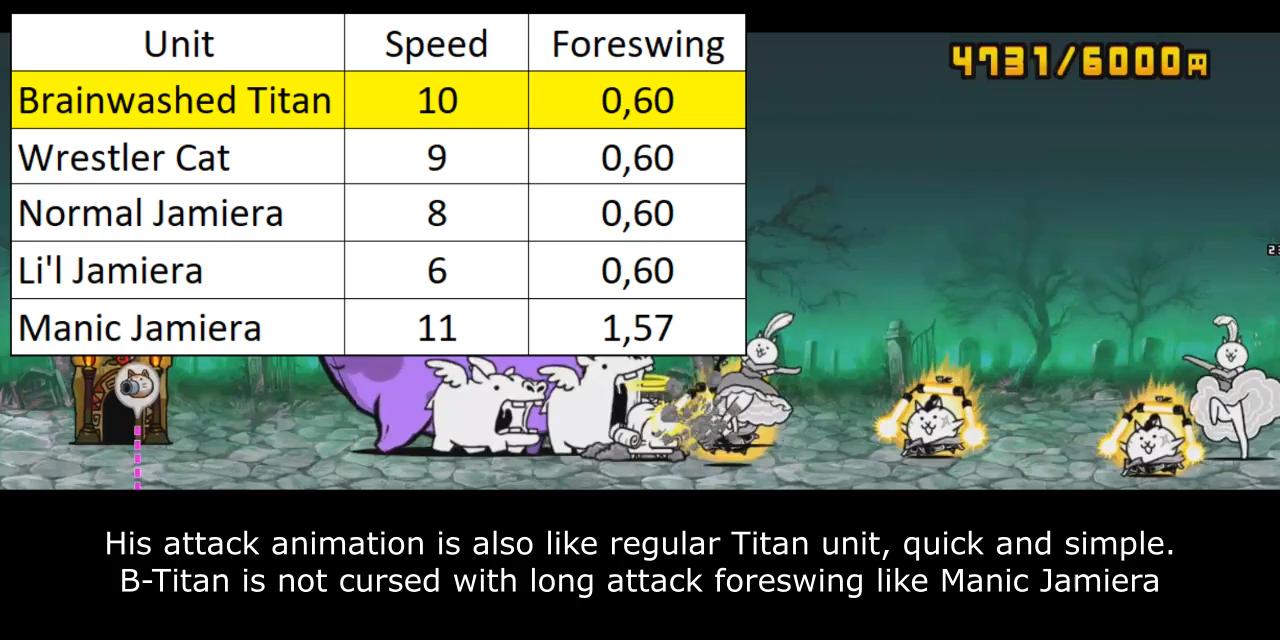 Unit Speed Foreswing
4731/6000円
Brainwashed Titan 10 0,60
Wrestler Cat 9 0,60
Normal Jamiera 8 0,60
Li'l Jamiera 6 0,60
Manic Jamiera 11 1,57
His attack animation is also like regular Titan unit, quick and simple.
B-Titan is not cursed with long attack foreswing like Manic Jamiera